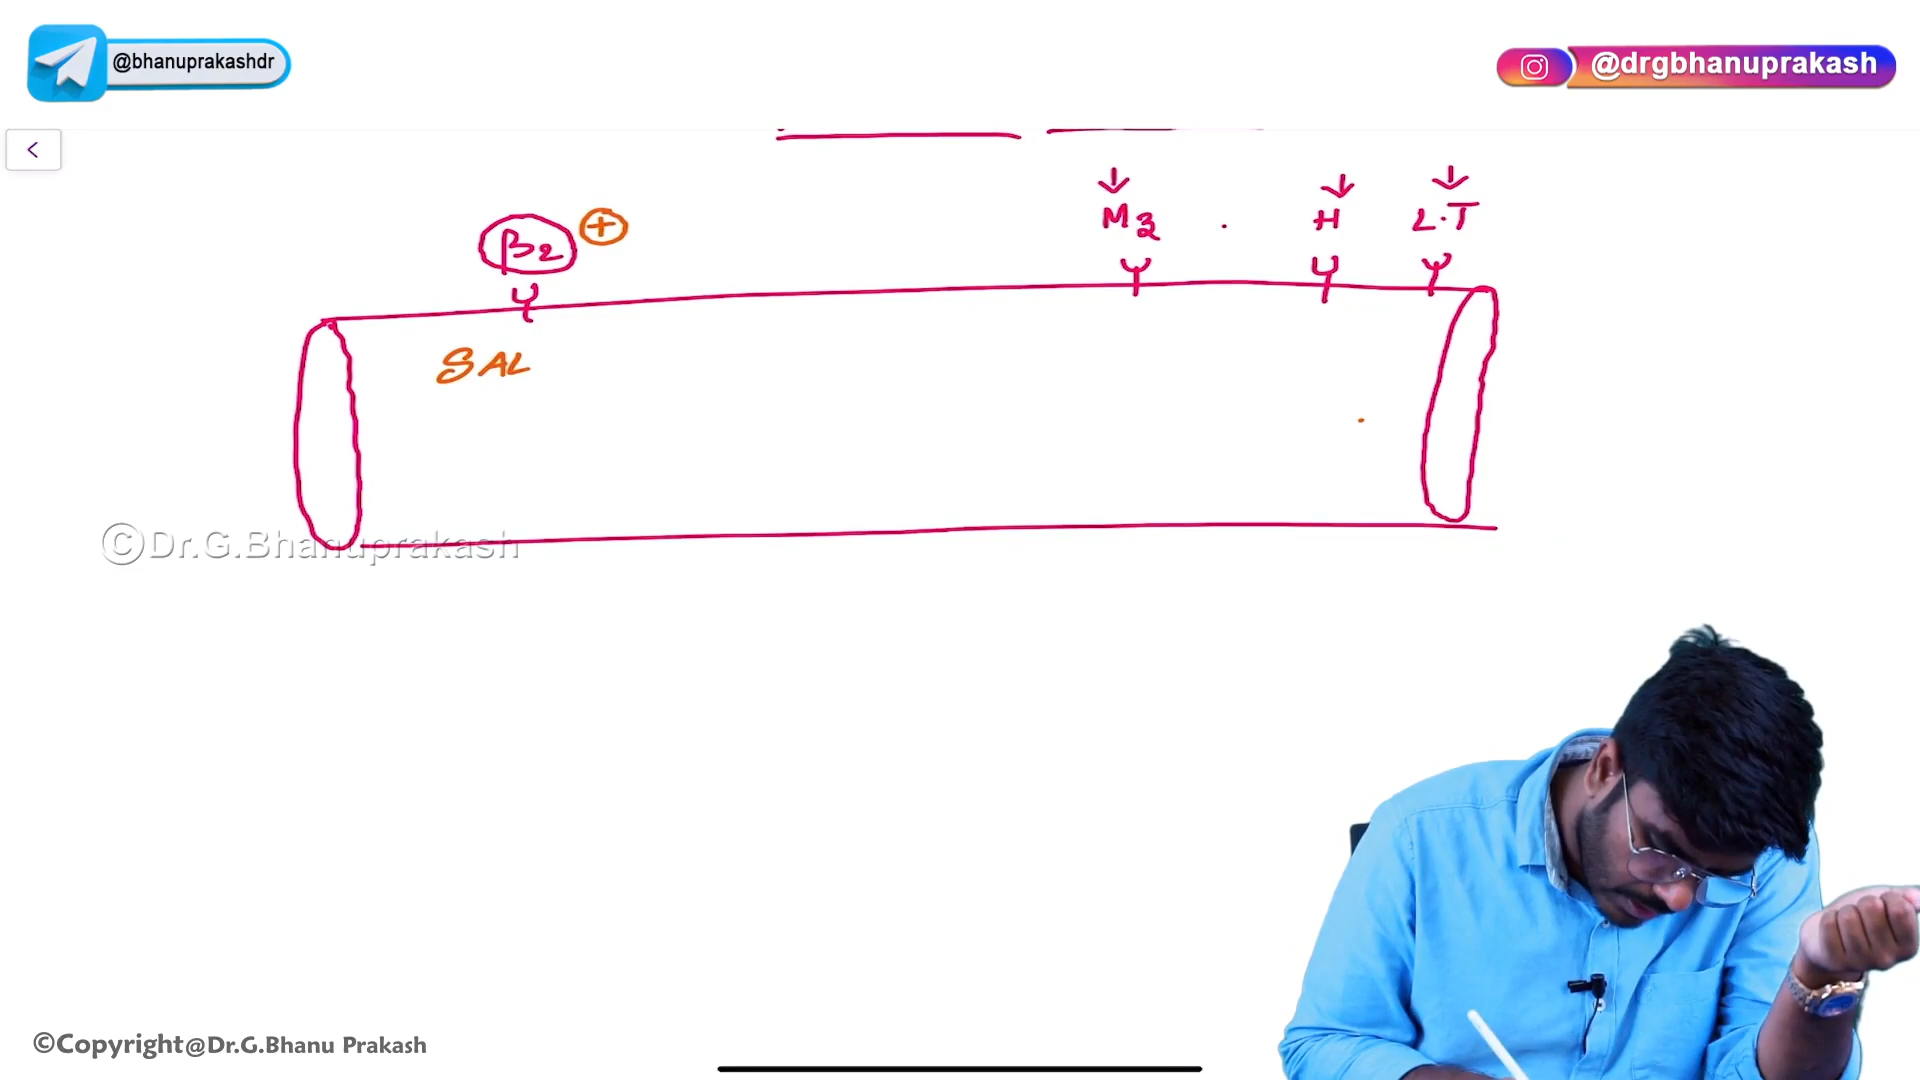 @bhanuprakashdr
@drgbhanuprakash
β2 +
M3 H L.T
SAL
©Dr.G.Bhanuprakash
©Copyright@Dr.G.Bhanu Prakash